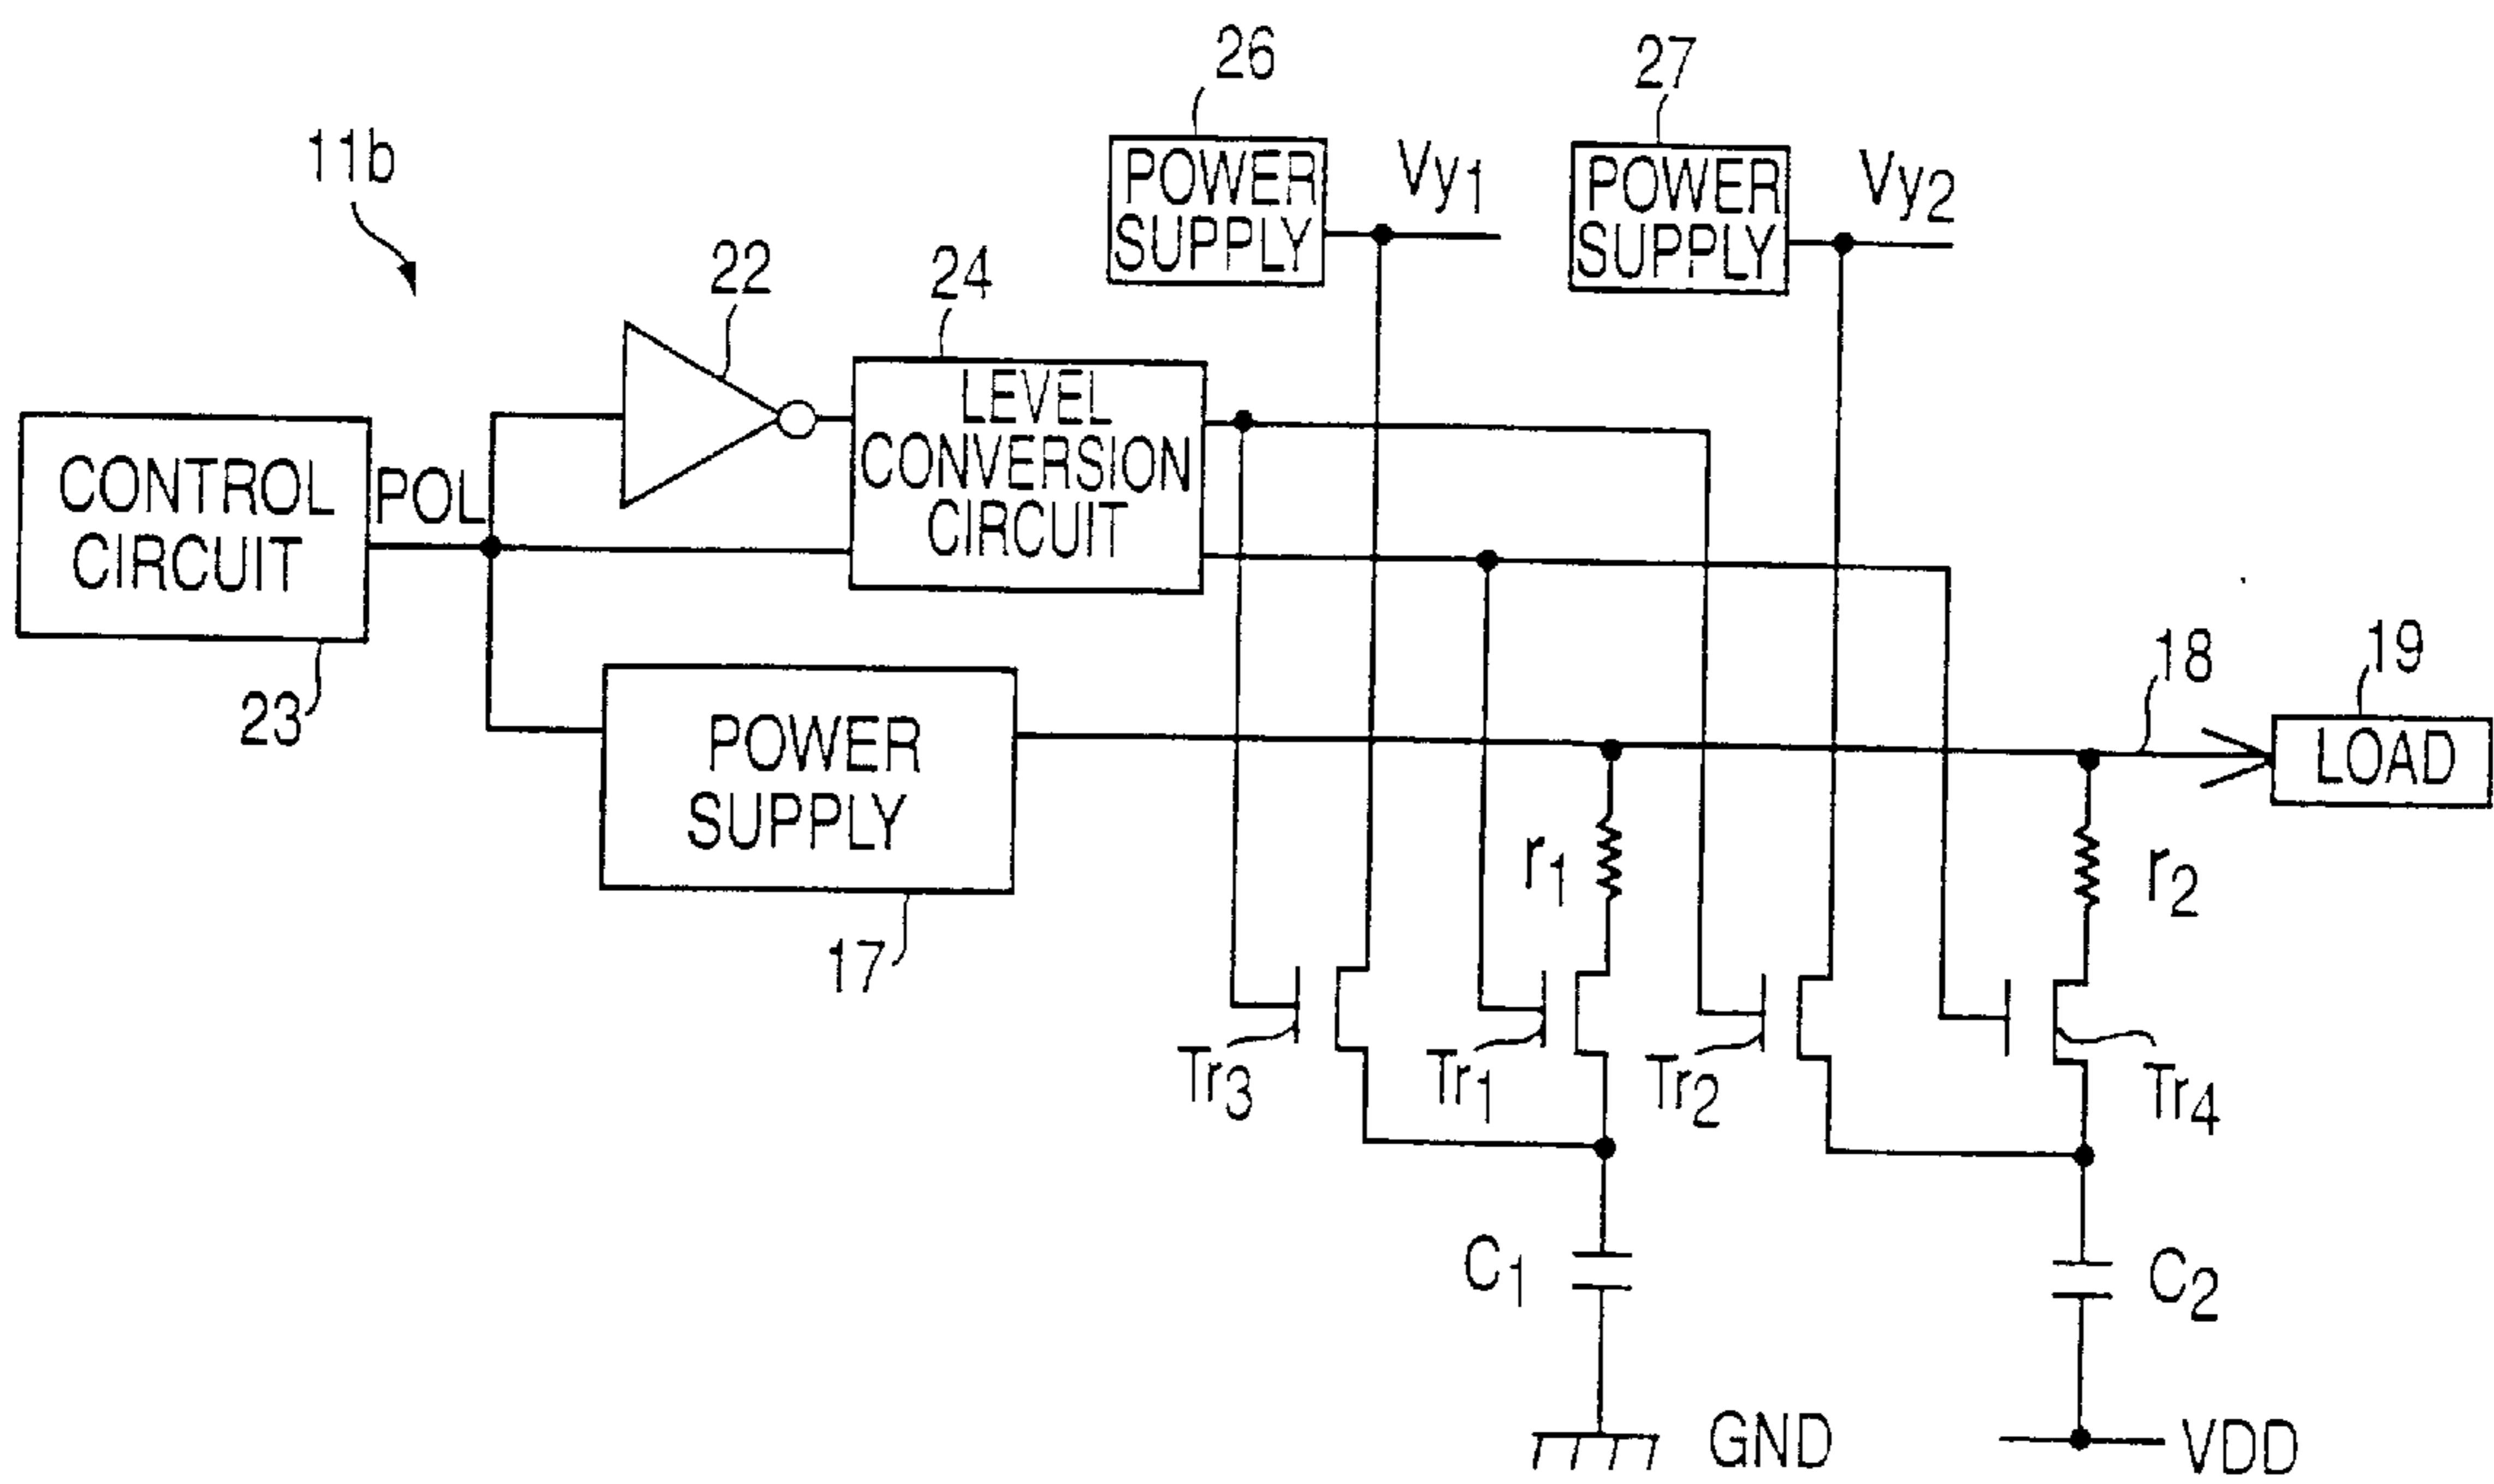 26
27
11b
POWER
SUPPLY
Vy1
POWER
SUPPLY
Vy2
22
24
LEVEL
CONVERSION
CIRCUIT
CONTROL
CIRCUIT
POL
23
POWER
SUPPLY
17
18
19
LOAD
r1
r2
Tr3
Tr1
Tr2
Tr4
C1
C2
GND
VDD